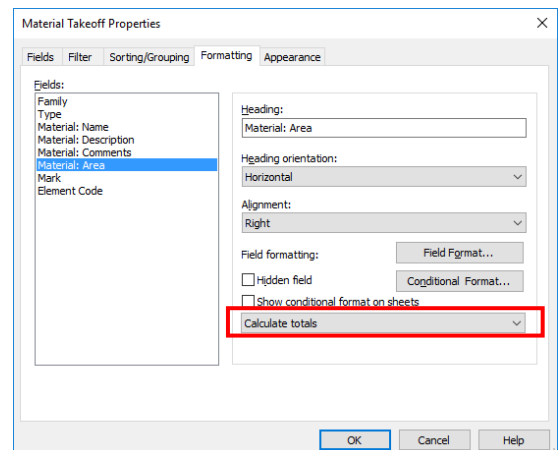 Material Takeoff Properties
Fields Filter Sorting/Grouping Formatting Appearance
Fields:
Family
Type
Material: Name
Material: Description
Material: Comments
Material: Area
Mark
Element Code
Heading:
Material: Area
Heading orientation:
Horizontal
Alignment:
Right
Field formatting:
Field Format...
Hidden field
Conditional Format...
Show conditional format on sheets
Calculate totals
OK Cancel Help